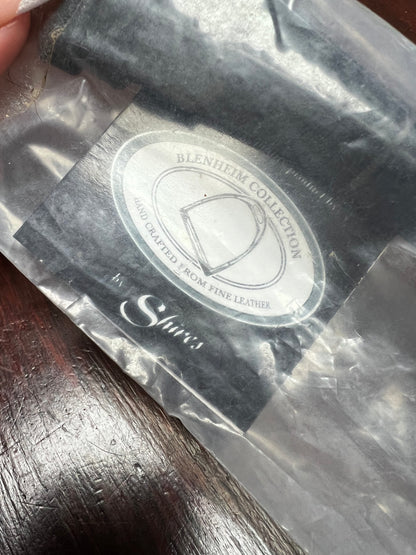 BLENHEIM COLLECTION
HAND CRAFTED FROM FINE LEATHER
by
Shires